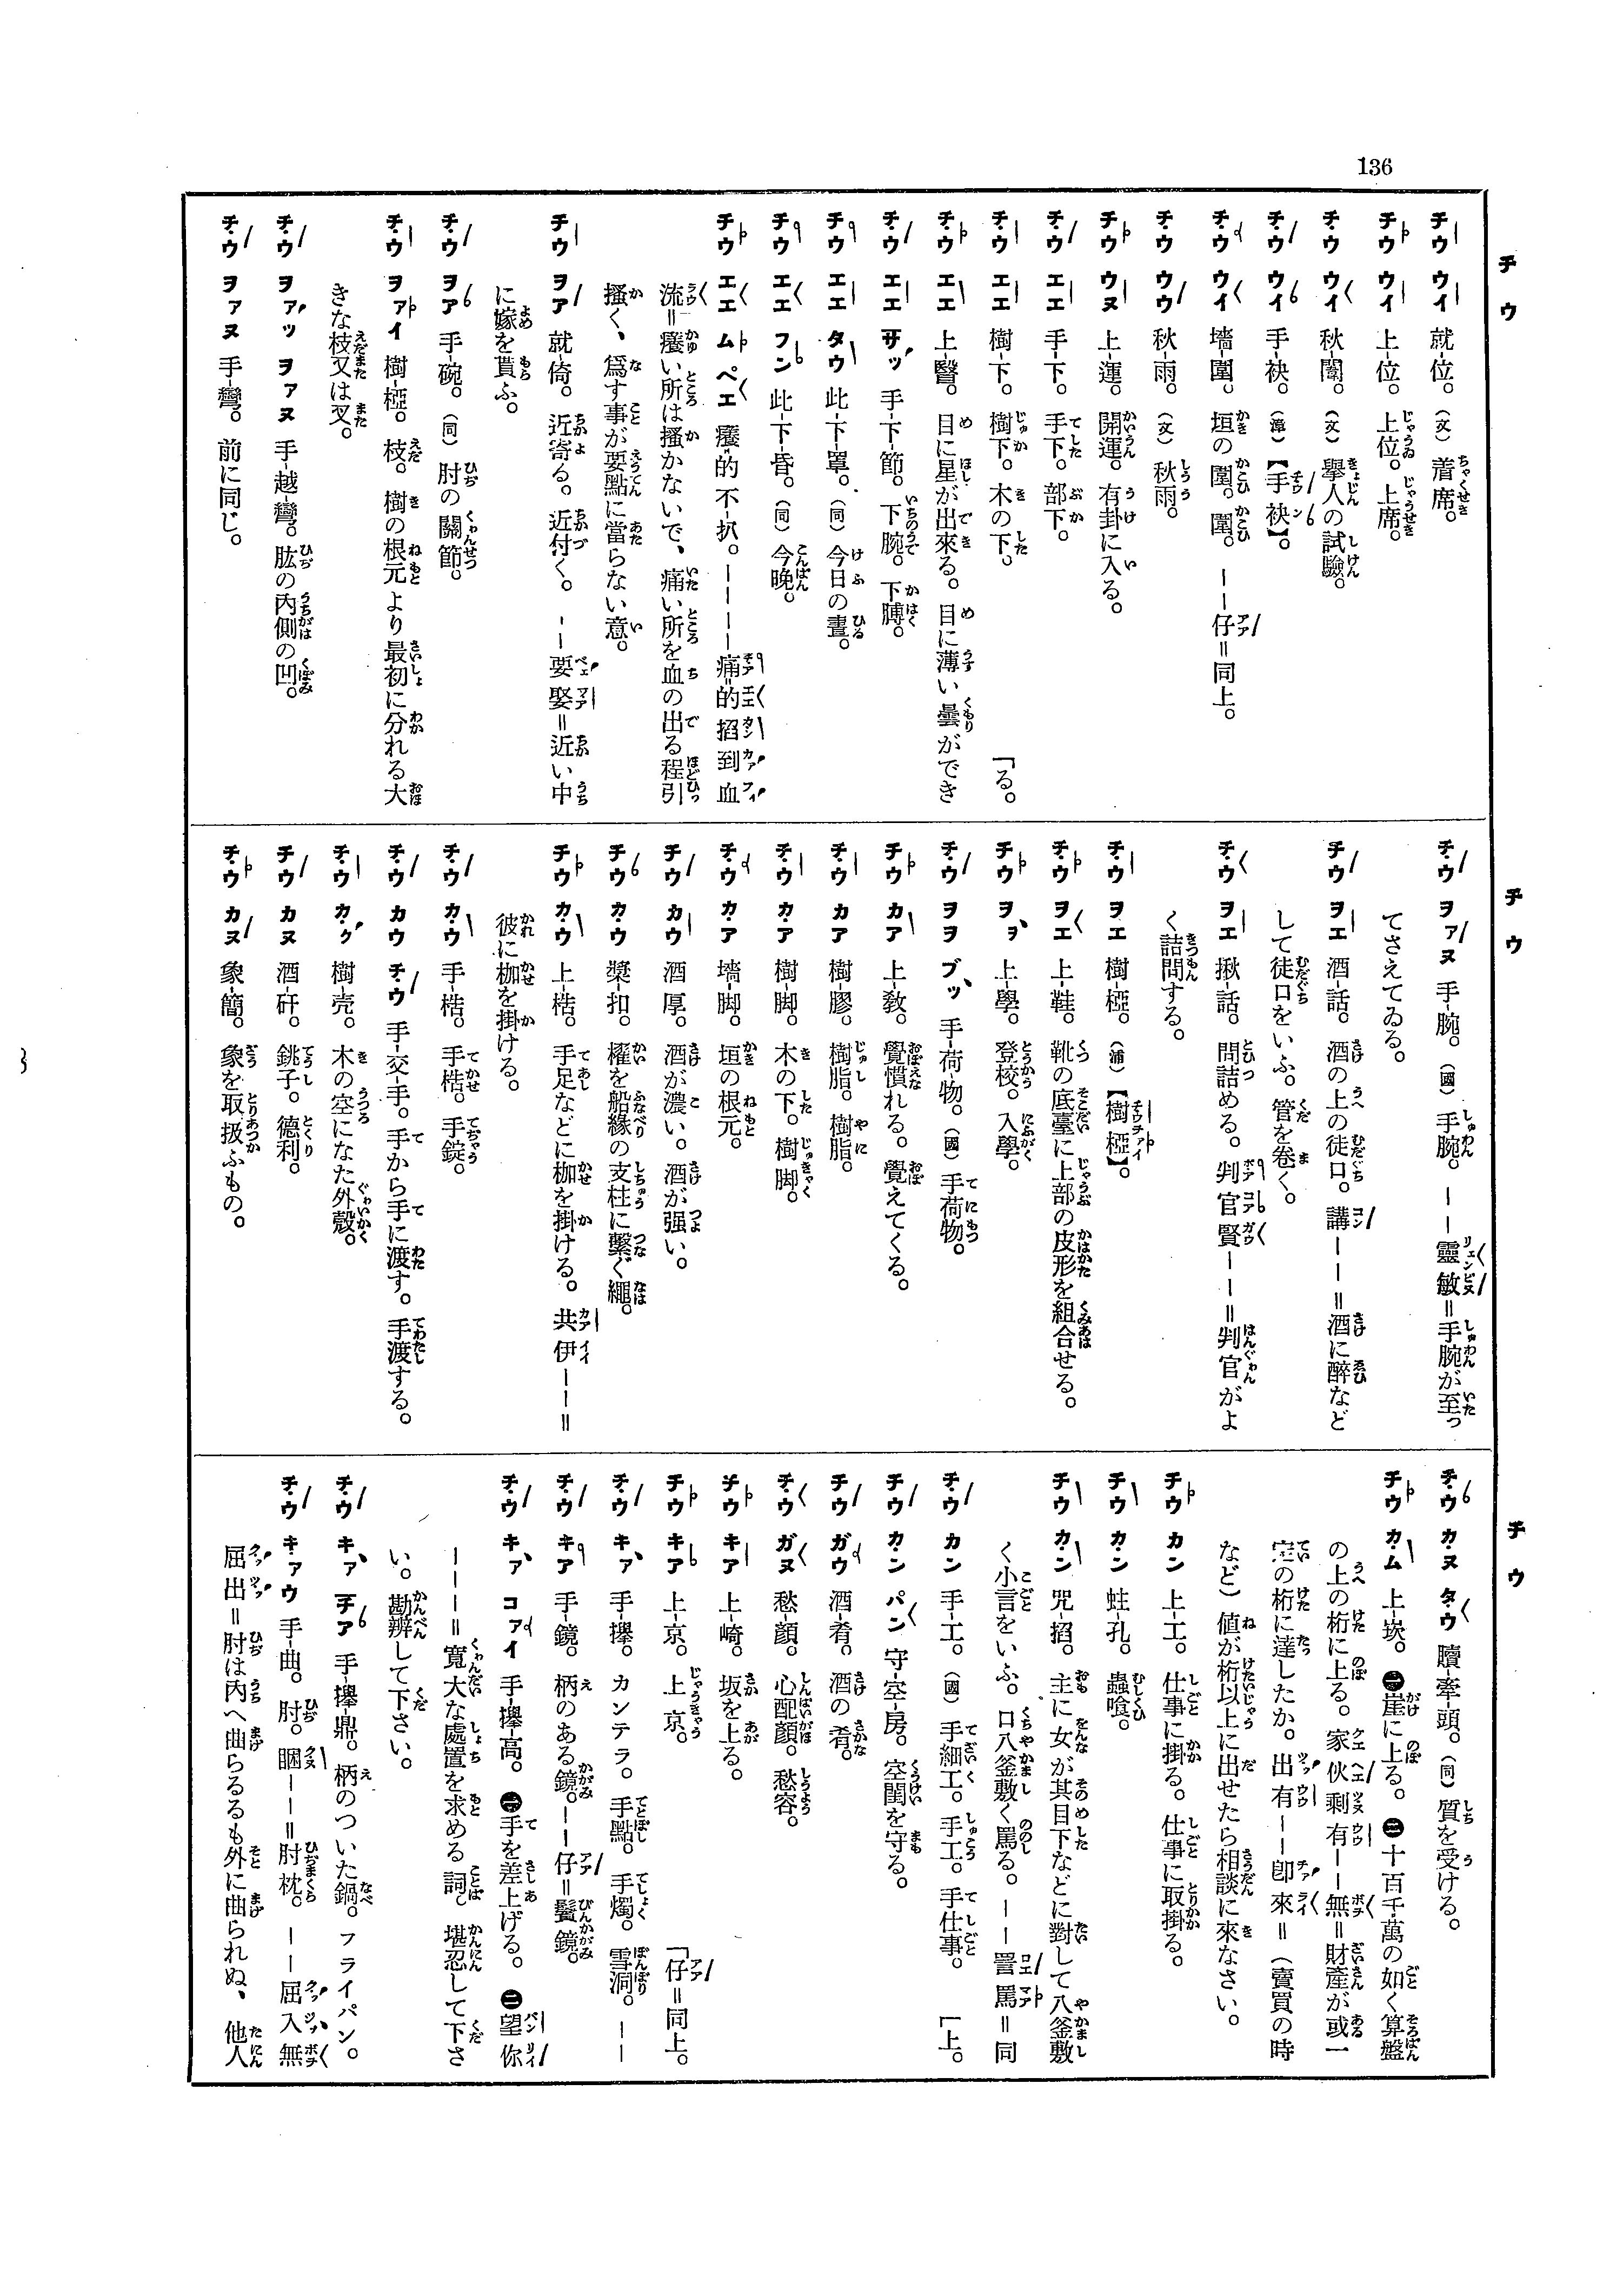 136
チウ
チウ ウイ 就-位。(文)着席。
チウ ウイ 上-位。上位。上席。
チウ ウイ 秋-闈。(文)擧人の試驗。
チウ ウイ 手-袂。(漳)【手袂】。
チウ ウイ 墻-圍。垣の圍。圍。——仔=同上。
チウ ウウ 秋-雨。(文)秋雨。
チウ ウヌ 上-運。開運。有卦に入る。
チウ エエ 手-下。手下。部下。
チウ エエ 樹-下。樹下。木の下。 「る。
チウ エエ 上-醫。目に星が出來る。目に薄い曇ができ
チウ エエ サッ 手-下-節。下腕。下膊。
チウ エエ タウ 此-下-罩。(同)今日の晝。
チウ エエ フン 此-下-昏。(同)今晚。
チウ エエ ム ペエ 癢-的 不-扒。————痛-的 搯 到 血
流=癢い所は搔かないで、痛い所を血の出る程引
搔く、爲す事が要點に當らない意。
チウ ヲア 就-倚。近寄る。近付く。——要 娶=近い中
に嫁を貰ふ。
チウ ヲア 手-碗。(同)肘の關節。
チウ ヲァイ 樹-椏。枝。樹の根元より最初に分れる大
きな枝又は叉。
チウ ヲァッ ヲァヌ 手-越-彎。肱の內側の凹。
チウ ヲァヌ 手-彎。前に同じ。
チウ
チウ ヲァヌ 手-腕。(國)手腕。——靈敏=手腕が至っ
てさえてゐる。
チウ ヲエ 酒-話。酒の上の徒口。講——=酒に醉など
して徒口をいふ。管を卷く。
チウ ヲエ 揪-話。問詰める。判官賢——=判官がよ
く詰問する。
チウ ヲエ 樹-椏。(浦)【樹椏】。
チウ ヲエ 上-鞋。靴の底臺に上部の皮形を組合せる。
チウ ヲヲ 上-學。登校。入學。
チウ ヲヲ ブッ 手-荷-物。(國)手荷物。
チウ カア 上-敎。覺慣れる。覺えてくる。
チウ カア 樹-膠。樹脂。樹脂。
チウ カア 樹-脚。木の下。樹脚。
チウ カア 墻-脚。垣の根元。
チウ カウ 酒 厚。酒が濃い。酒が强い。
チウ カウ 槳-扣。櫂を船緣の支柱に繫ぐ繩。
チウ カウ 上-梏。手足などに枷を掛ける。共伊——=
彼に枷を掛ける。
チウ カウ 手-梏。手梏。手錠。
チウ カウ チウ 手-交-手。手から手に渡す。手渡する。
チウ カク 樹-壳。木の空になた外殼。
チウ カヌ 酒-矸。銚子。德利。
チウ カヌ 象-簡。象を取扱ふもの。
チウ
チウ カヌ タウ 牘-牽-頭。(同)質を受ける。
チウ カム 上-崁。㊀崖に上る。㊁十百千萬の如く算盤
の上の桁に上る。家伙剩有——無=財產が或一
定の桁に達したか。出有——卽來=(賣買の時
など)値が桁以上に出せたら相談に來なさい。
チウ カン 上-工。仕事に掛る。仕事に取掛る。
チウ カン 蛀-孔。蟲喰。
チウ カン 咒-搯。主に女が其目下などに對して八釜敷
く小言をいふ。口八釜敷く罵る。——詈罵=同
チウ カン 手-工。(國)手細工。手工。手仕事。 「上。
チウ カン パン 守-空-房。空閨を守る。
チウ ガウ 酒-肴。酒の肴。
チウ ガヌ 愁-顏。心配顏。愁容。
チウ キア 上-崎。坂を上る。
チウ キア 上-京。上京。 「仔=同上。
チウ キァ 手-攑。カンテラ。手點。手燭。雪洞。——
チウ キア 手-鏡。柄のある鏡。——仔=鬢鏡。
チウ キァ コァイ 手-攑-高。㊀手を差上げる。㊁望你
———=寬大な處置を求める詞。堪忍して下さ
い。勘辨して下さい。
チウ キァ チア 手-攑-鼎。柄のついた鍋。フライパン。
チウ キァウ 手-曲。肘。睏——=肘枕。——屈入無
屈出=肘は內へ曲らるるも外に曲られぬ、他人